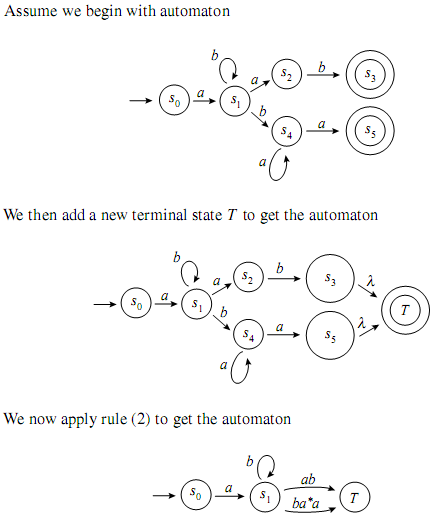 Assume we begin with automaton
b
s₀ a s₁ a s₂ b s₃
b s₄ a s₅
a
We then add a new terminal state T to get the automaton
b
s₀ a s₁ a s₂ b s₃ λ T
b s₄ a s₅ λ
a
We now apply rule (2) to get the automaton
b
s₀ a s₁ ab T
ba*a